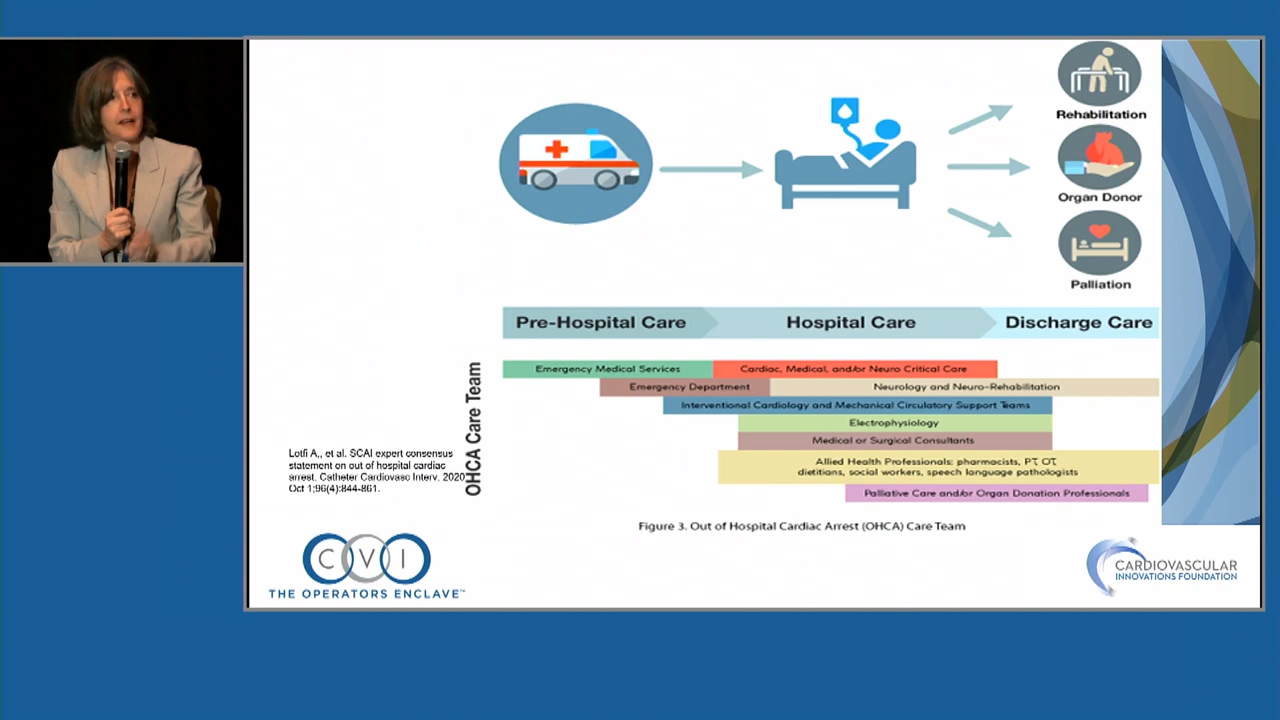 Rehabilitation
Organ Donor
Palliation
Pre-Hospital Care
Hospital Care
Discharge Care
OHCA Care Team
Emergency Medical Services
Cardiac, Medical, and/or Neuro Critical Care
Emergency Department
Neurology and Neuro-Rehabilitation
Interventional Cardiology and Mechanical Circulatory Support Teams
Electrophysiology
Medical or Surgical Consultants
Allied Health Professionals: pharmacists, PT, OT,
dietitians, social workers, speech language pathologists
Palliative Care and/or Organ Donation Professionals
Lotfi A,, et al. SCAI expert consensus
statement on out of hospital cardiac
arrest. Catheter Cardiovasc Interv. 2020
Oct 1;96(4):844-861.
Figure 3. Out of Hospital Cardiac Arrest (OHCA) Care Team
CVI
THE OPERATORS ENCLAVE™
CARDIOVASCULAR
INNOVATIONS FOUNDATION